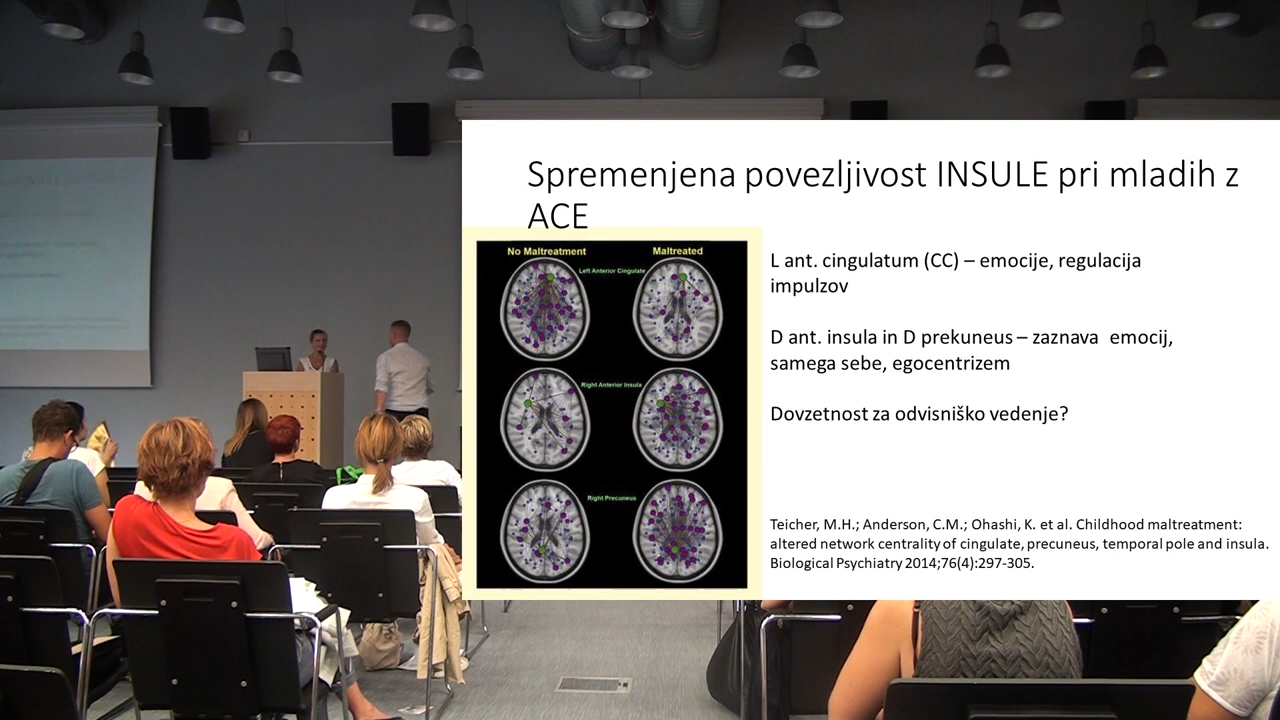 Spremenjena povezljivost INSULE pri mladih z
ACE
No Maltreatment
Maltreated
Left Anterior Cingulate
Right Anterior Insula
Right Precuneus
L ant. cingulatum (CC) – emocije, regulacija
impulzov
D ant. insula in D prekuneus – zaznava  emocij,
samega sebe, egocentrizem
Dovzetnost za odvisniško vedenje?
Teicher, M.H.; Anderson, C.M.; Ohashi, K. et al. Childhood maltreatment:
altered network centrality of cingulate, precuneus, temporal pole and insula.
Biological Psychiatry 2014;76(4):297-305.